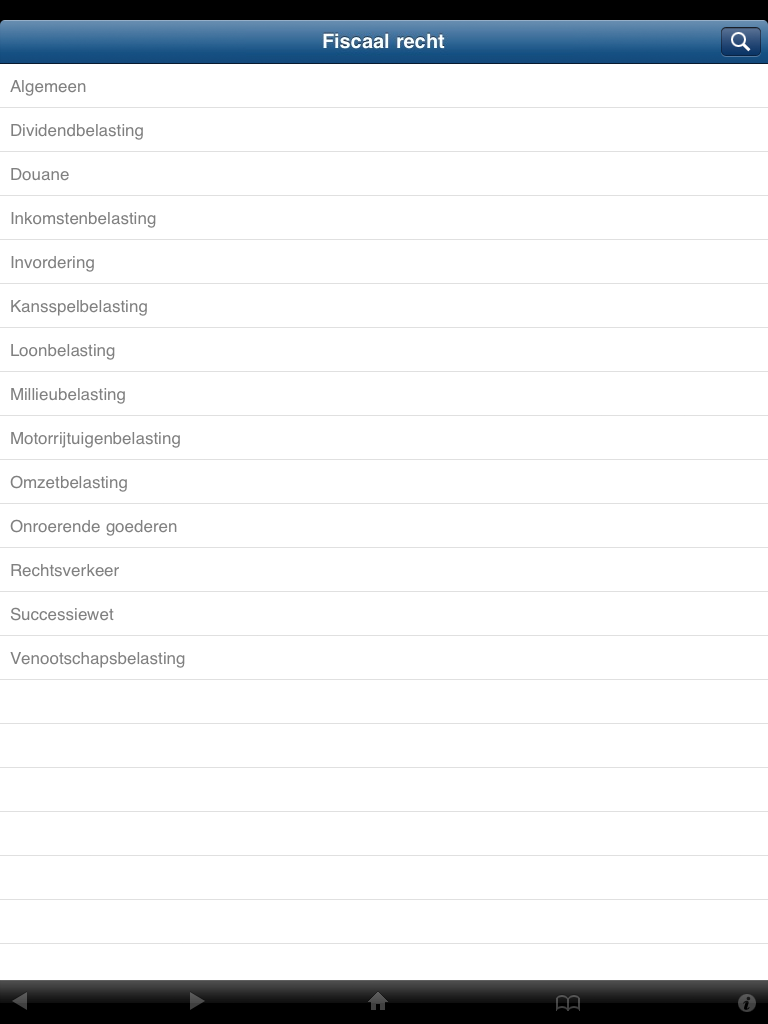 Fiscaal recht
Algemeen
Dividendbelasting
Douane
Inkomstenbelasting
Invordering
Kansspelbelasting
Loonbelasting
Millieubelasting
Motorrijtuigenbelasting
Omzetbelasting
Onroerende goederen
Rechtsverkeer
Successiewet
Venootschapsbelasting